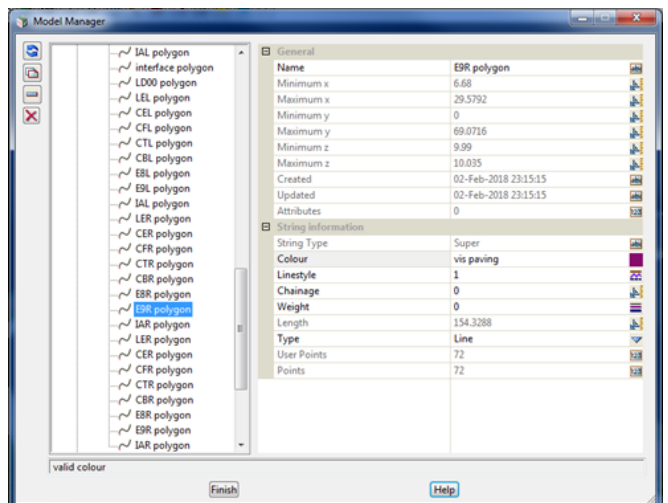 Model Manager
IAL polygon
interface polygon
LD00 polygon
LEL polygon
CEL polygon
CFL polygon
CTL polygon
CBL polygon
E8L polygon
E9L polygon
IAL polygon
LER polygon
CER polygon
CFR polygon
CTR polygon
CBR polygon
E8R polygon
E9R polygon
IAR polygon
LER polygon
CER polygon
CFR polygon
CTR polygon
CBR polygon
E8R polygon
E9R polygon
IAR polygon
General
Name E9R polygon
Minimum x 6.68
Maximum x 29.5792
Minimum y 0
Maximum y 69.0716
Minimum z 9.99
Maximum z 10.035
Created 02-Feb-2018 23:15:15
Updated 02-Feb-2018 23:15:15
Attributes 0
String information
String Type Super
Colour vis paving
Linestyle 1
Chainage 0
Weight 0
Length 154.3288
Type Line
User Points 72
Points 72
valid colour
Finish
Help